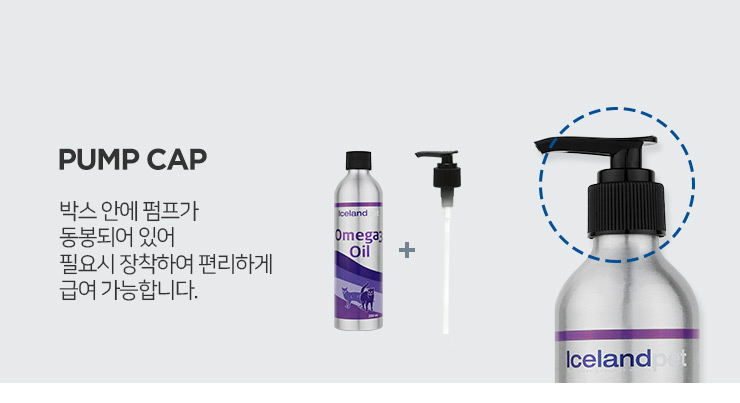 PUMP CAP
박스 안에 펌프가
동봉되어 있어
필요시 장착하여 편리하게
급여 가능합니다.
Iceland
Omega3
Oil
+
Icelandpet